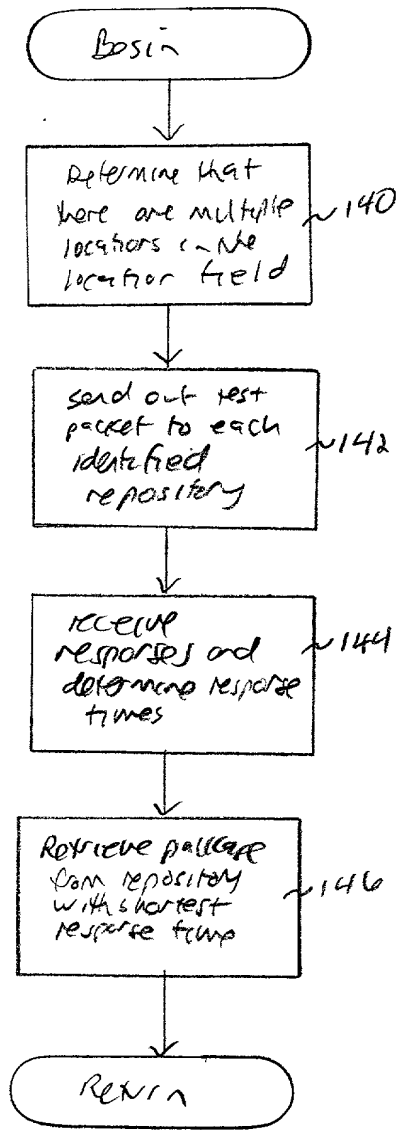 Begin
Determine that
there are multiple
locations in the
location field
~140
send out test
packet to each
identified
repository
~142
receive
responses and
determine response
times
~144
Retrieve package
from repository
with shortest
response time
~146
Return